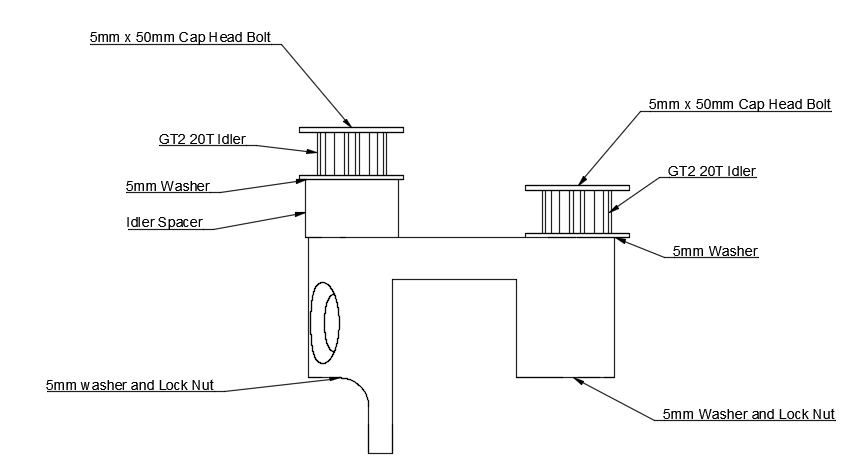 5mm x 50mm Cap Head Bolt
5mm x 50mm Cap Head Bolt
GT2 20T Idler
GT2 20T Idler
5mm Washer
Idler Spacer
5mm Washer
5mm washer and Lock Nut
5mm Washer and Lock Nut